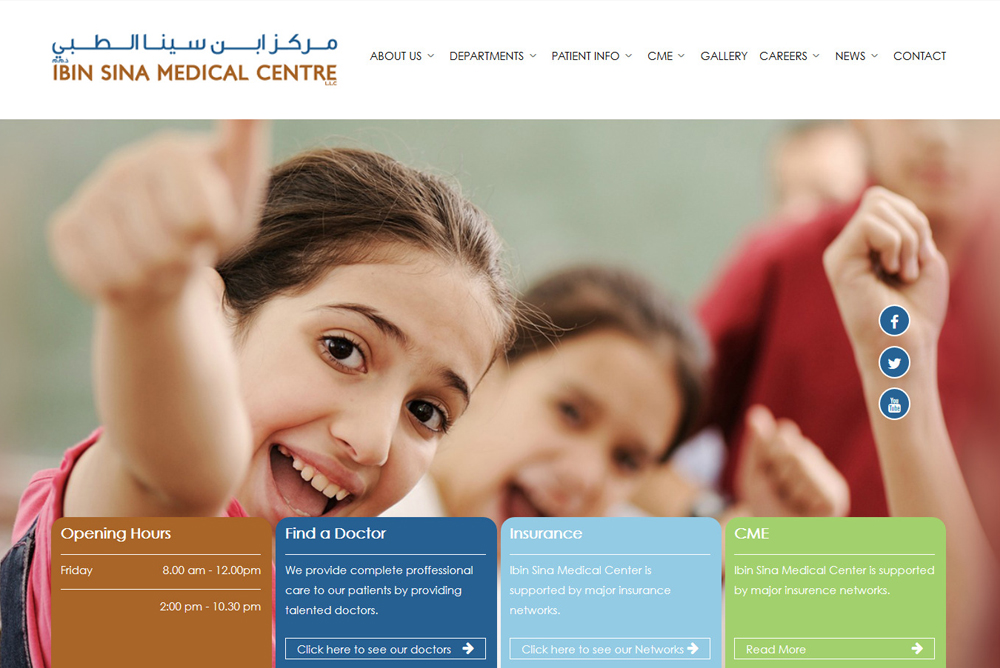 مركز ابن سينا الطبي
ذ.م.م
IBIN SINA MEDICAL CENTRE
L.L.C
ABOUT US DEPARTMENTS PATIENT INFO CME GALLERY CAREERS NEWS CONTACT
You
Tube
Opening Hours
Friday 8.00 am - 12.00pm
2:00 pm - 10.30 pm
Find a Doctor
We provide complete proffessional
care to our patients by providing
talented doctors.
Click here to see our doctors
Insurance
Ibin Sina Medical Center is
supported by major insurance
networks.
Click here to see our Networks
CME
Ibin Sina Medical Center is supported
by major insurence networks.
Read More